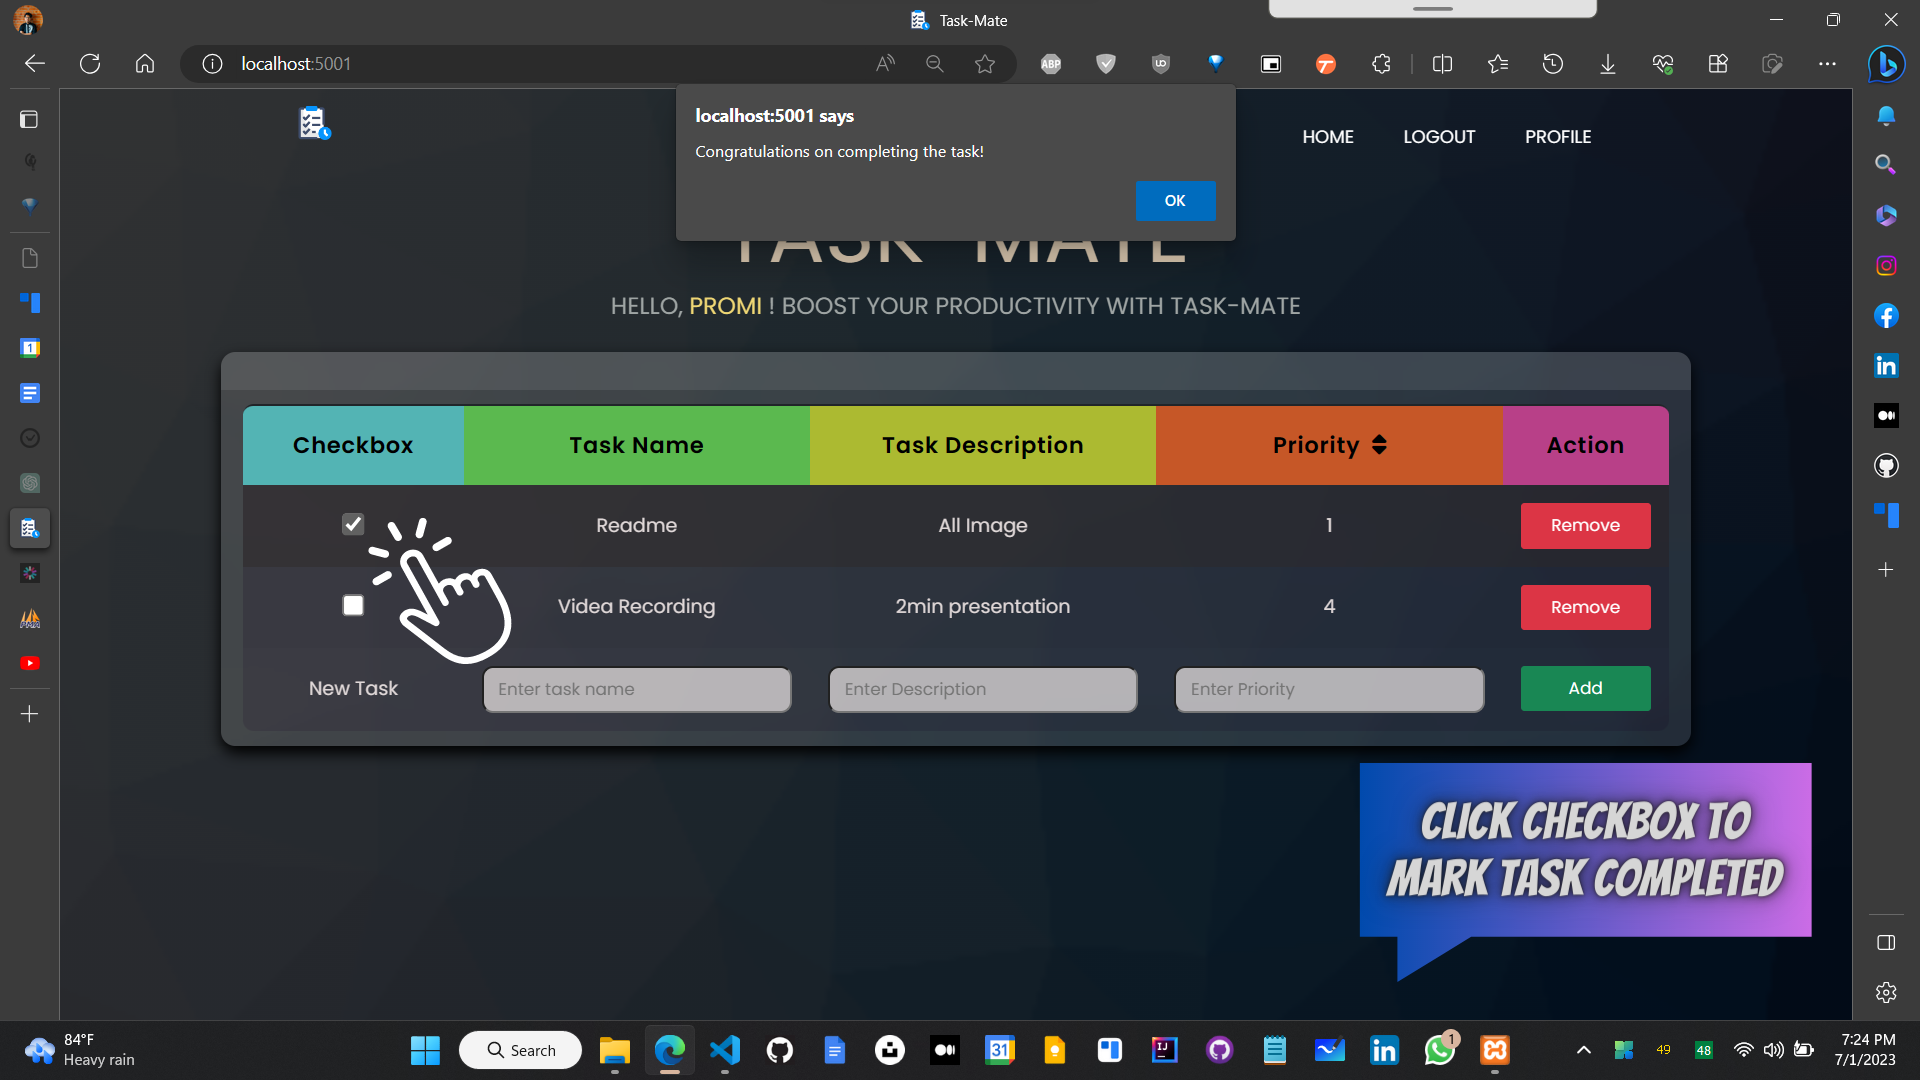 Task-Mate
localhost:5001
ABP
localhost:5001 says
Congratulations on completing the task!
OK
HOME LOGOUT PROFILE
TASK MATE
HELLO, PROMI ! BOOST YOUR PRODUCTIVITY WITH TASK-MATE
Checkbox Task Name Task Description Priority Action
Readme All Image 1 Remove
Videa Recording 2min presentation 4 Remove
New Task Enter task name Enter Description Enter Priority Add
CLICK CHECKBOX TO
MARK TASK COMPLETED
84°F
Heavy rain
Search
31
1
49
48
7:24 PM
7/1/2023